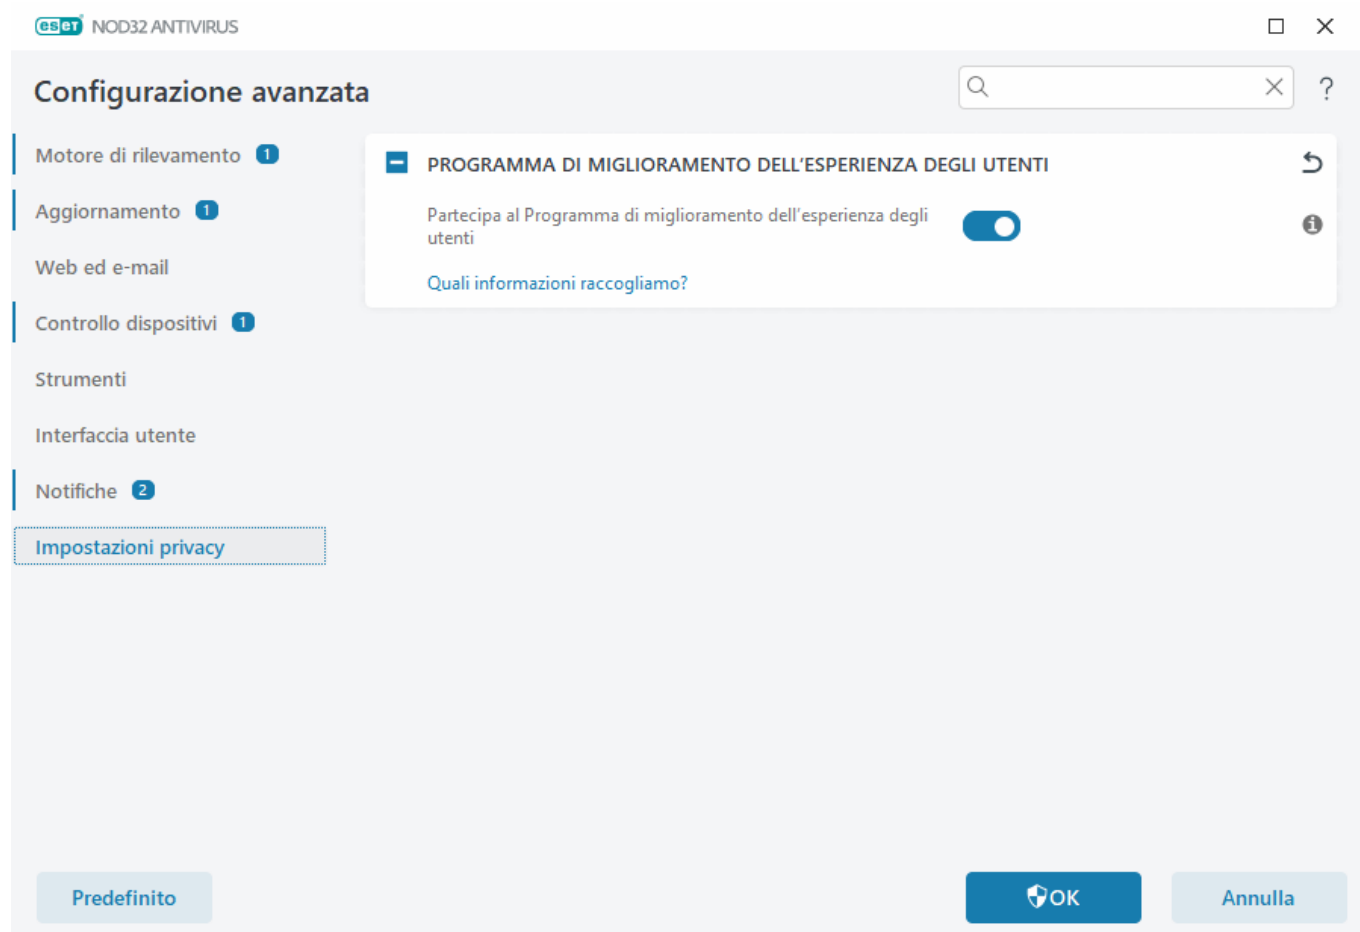 eset NOD32 ANTIVIRUS
Configurazione avanzata
?
Motore di rilevamento 1
Aggiornamento 1
Web ed e-mail
Controllo dispositivi 1
Strumenti
Interfaccia utente
Notifiche 2
Impostazioni privacy
PROGRAMMA DI MIGLIORAMENTO DELL'ESPERIENZA DEGLI UTENTI
Partecipa al Programma di miglioramento dell'esperienza degli
utenti
Quali informazioni raccogliamo?
Predefinito
OK
Annulla